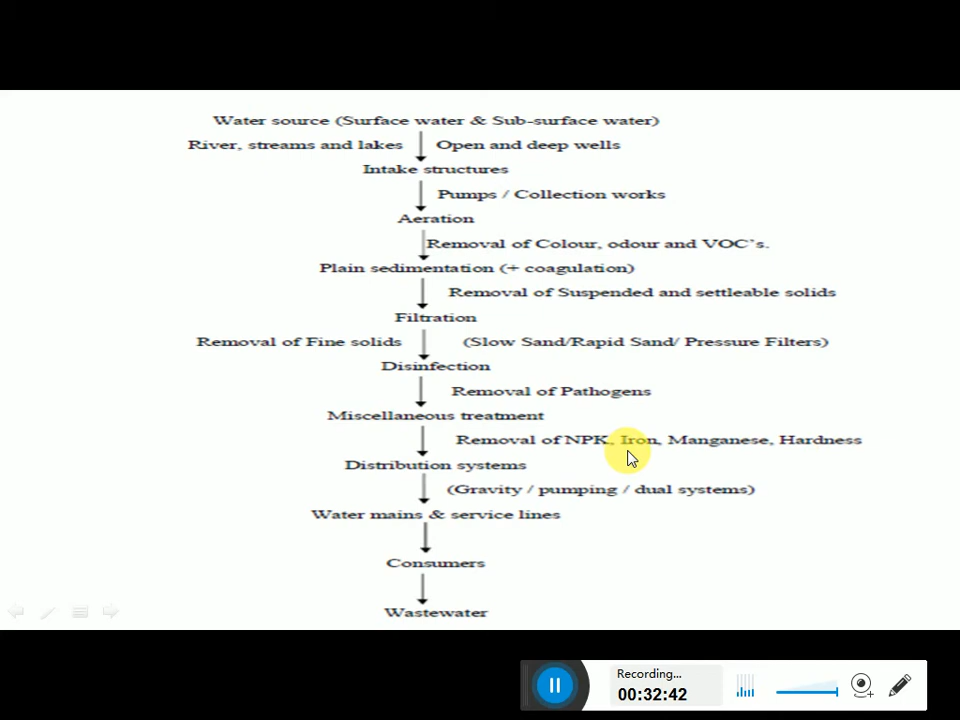 Water source (Surface water & Sub-surface water)
River, streams and lakes Open and deep wells
Intake structures
Pumps / Collection works
Aeration
Removal of Colour, odour and VOC's.
Plain sedimentation (+ coagulation)
Removal of Suspended and settleable solids
Filtration
Removal of Fine solids (Slow Sand/Rapid Sand/ Pressure Filters)
Disinfection
Removal of Pathogens
Miscellaneous treatment
Removal of NPK, Iron, Manganese, Hardness
Distribution systems
(Gravity / pumping / dual systems)
Water mains & service lines
Consumers
Wastewater
Recording...
00:32:42